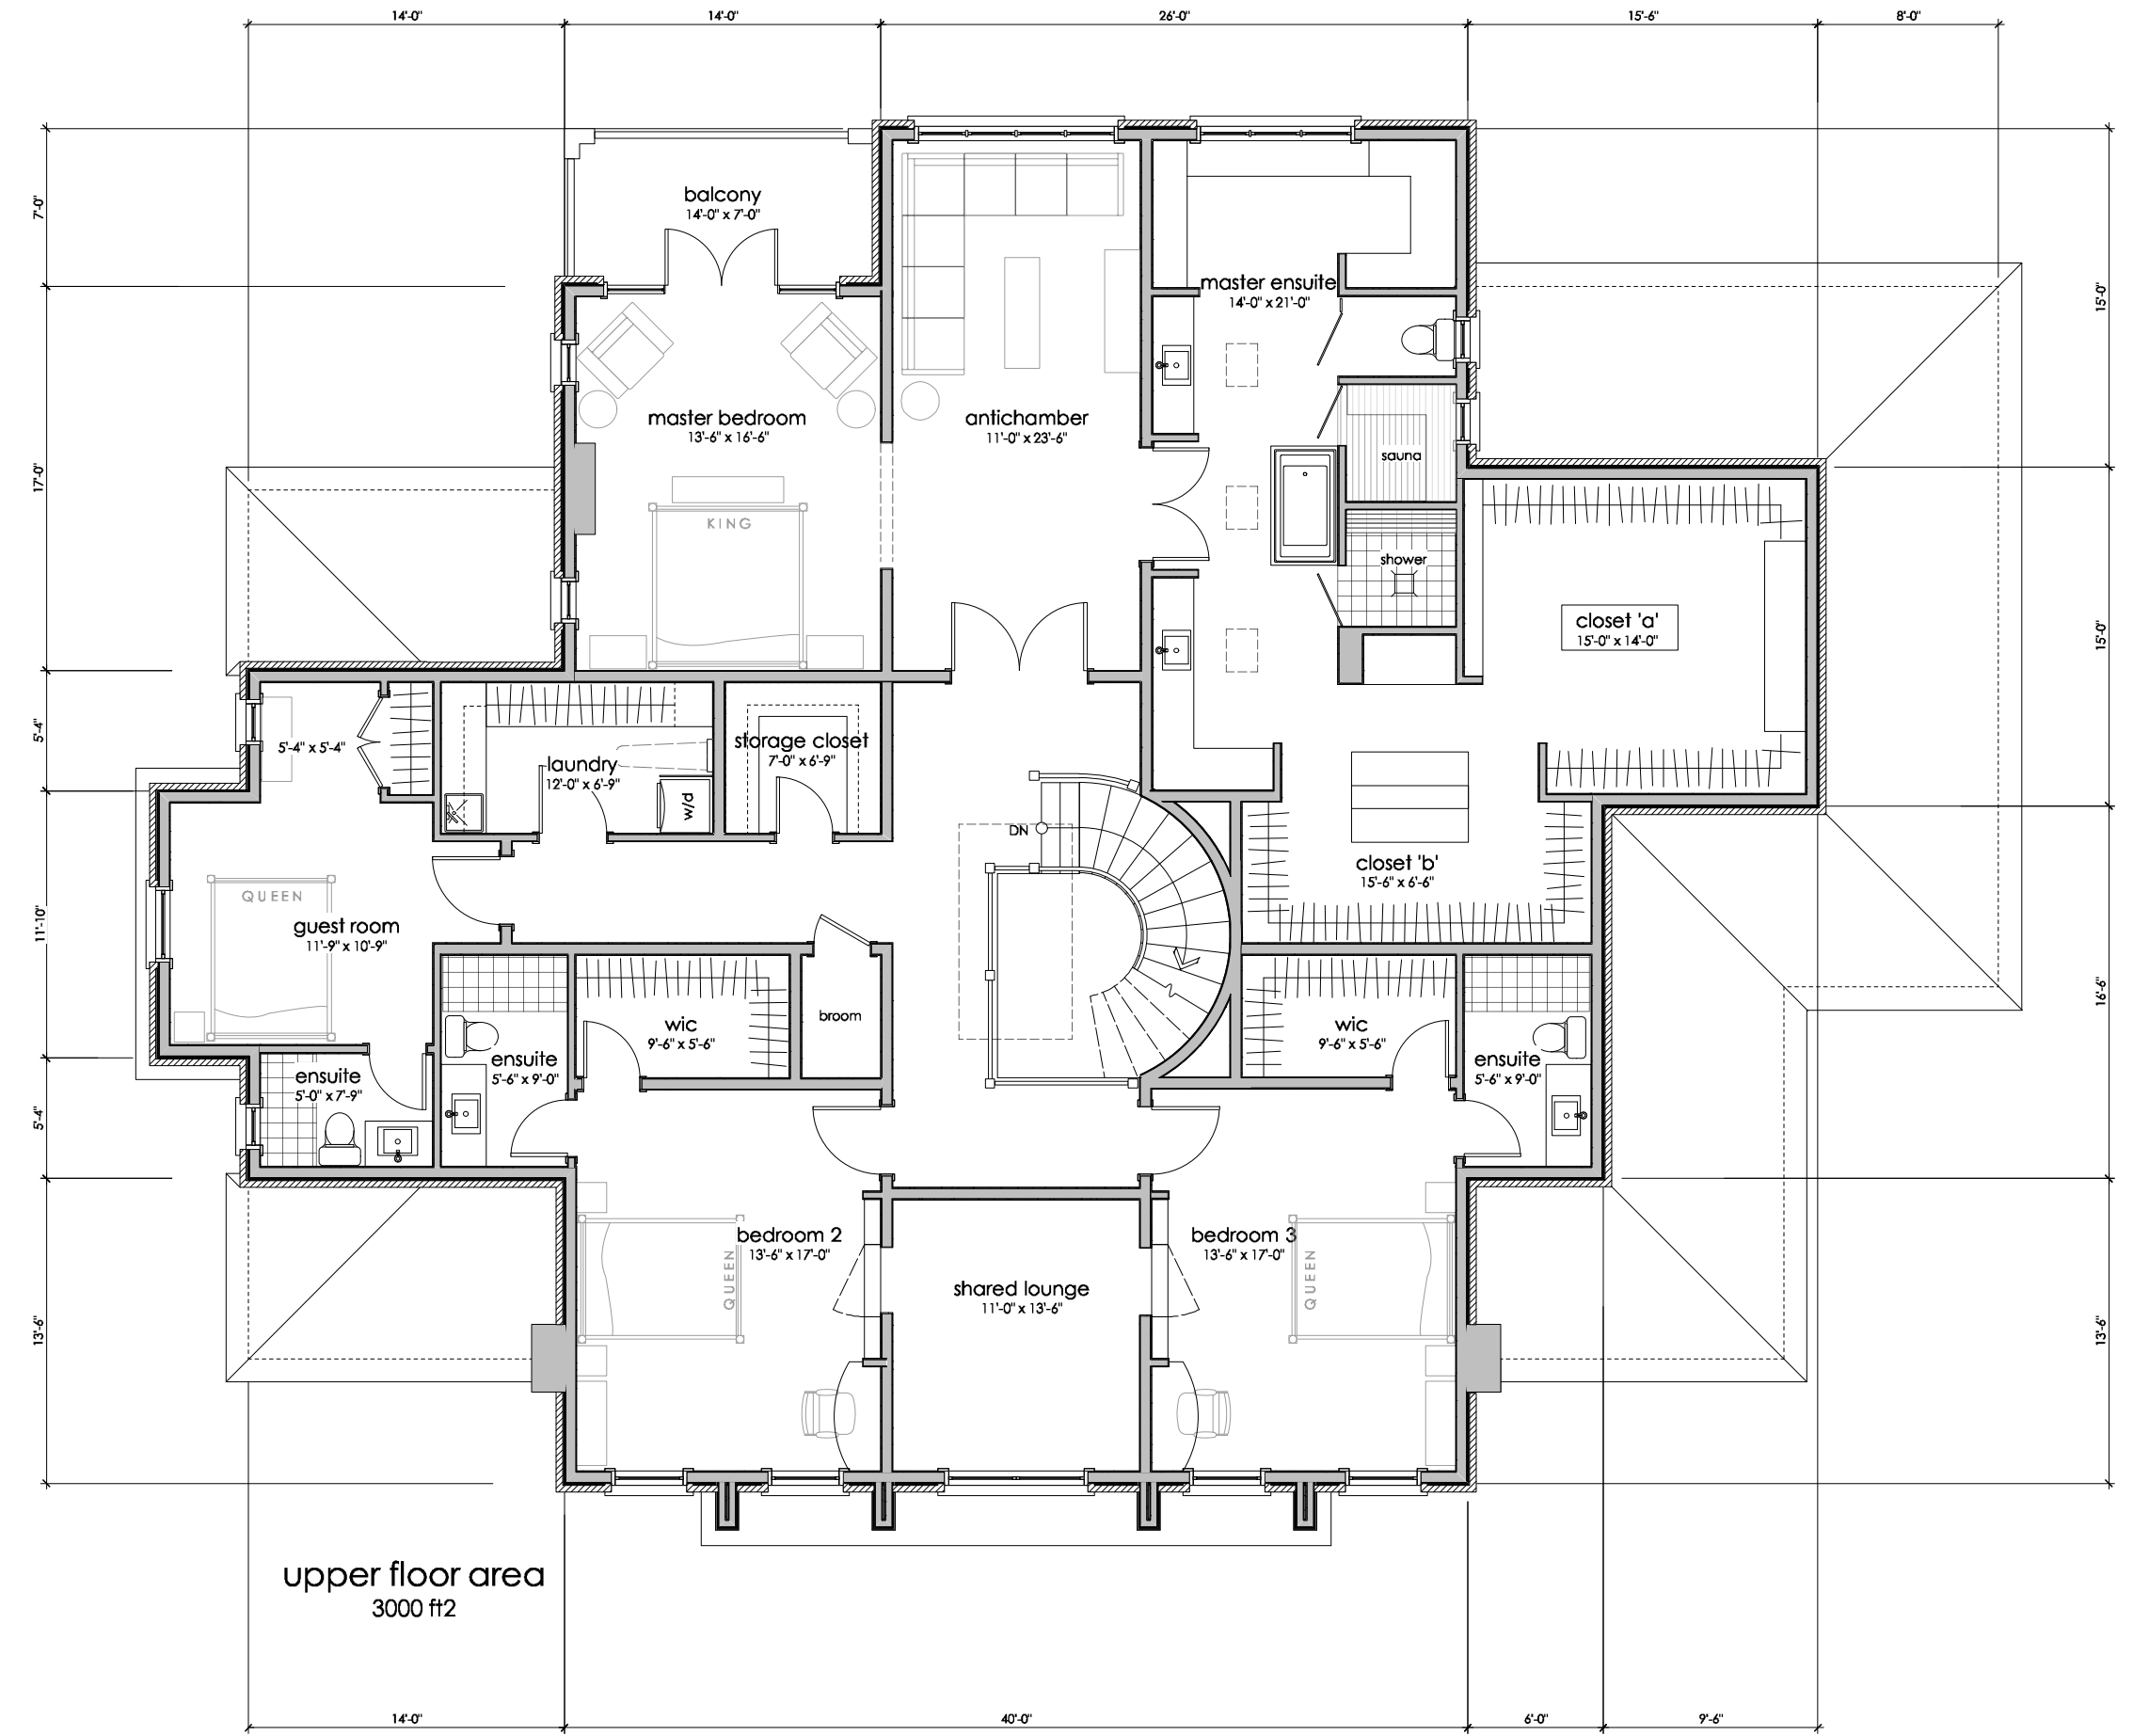 14'-0"
14'-0"
26'-0"
15'-6"
8'-0"
7'-0"
17'-0"
5'-4"
11'-10"
5'-4"
13'-6"
balcony
14'-0" x 7'-0"
master ensuite
14'-0" x 21'-0"
master bedroom
13'-6" x 16'-6"
antichamber
11'-0" x 23'-6"
sauna
KING
shower
closet 'a'
15'-0" x 14'-0"
5'-4" x 5'-4"
laundry
12'-0" x 6'-9"
w/d
storage closet
7'-0" x 6'-9"
DN
closet 'b'
15'-6" x 6'-6"
QUEEN
guest room
11'-9" x 10'-9"
ensuite
5'-0" x 7'-9"
ensuite
5'-6" x 9'-0"
wic
9'-6" x 5'-6"
broom
wic
9'-6" x 5'-6"
ensuite
5'-6" x 9'-0"
bedroom 2
13'-6" x 17'-0"
QUEEN
shared lounge
11'-0" x 13'-6"
bedroom 3
13'-6" x 17'-0"
QUEEN
15'-0"
15'-0"
16'-6"
13'-6"
upper floor area
3000 ft2
14'-0"
40'-0"
6'-0"
9'-6"